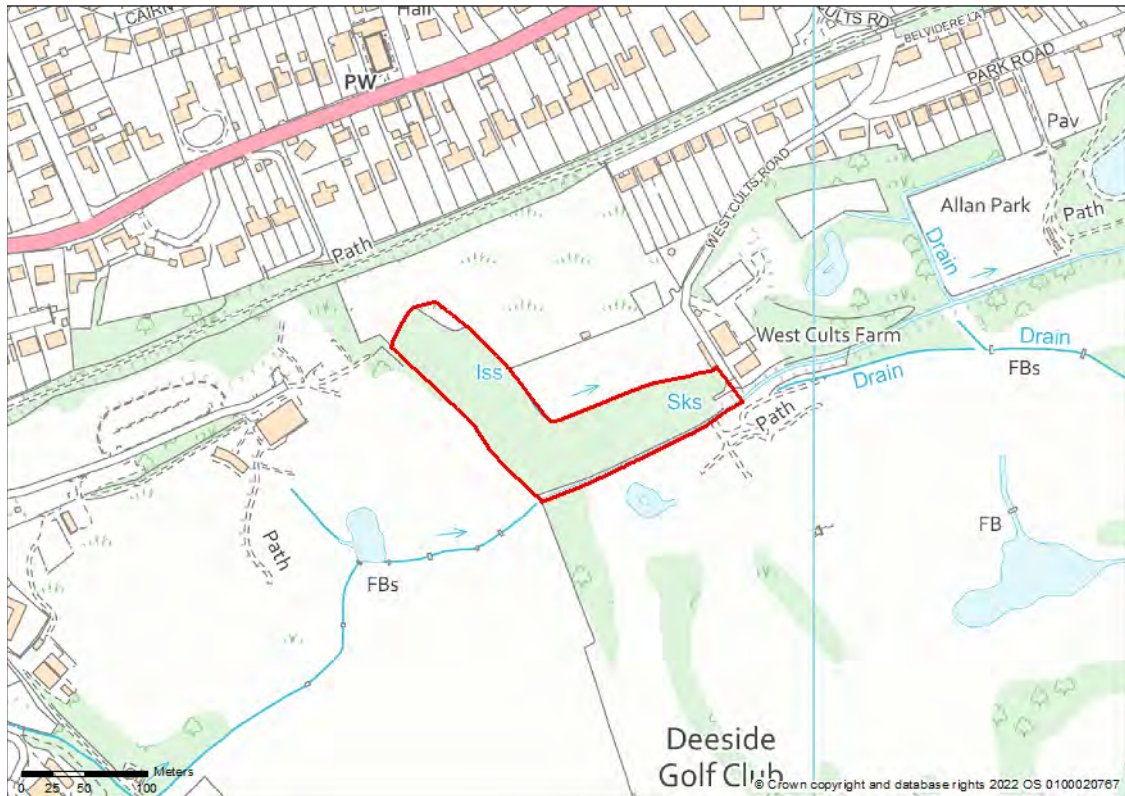 CAIRN
Hall
PW
CULTS RD
BELVIDERE LA
PARK ROAD
Pav
WEST CULTS ROAD
Allan Park
Path
Path
Drain
Iss
West Cults Farm
Drain
Sks
Drain
FBs
Path
FB
Path
FBs
Deeside
Golf Club
Meters
0 25 50 100
© Crown copyright and database rights 2022 OS 0100020767